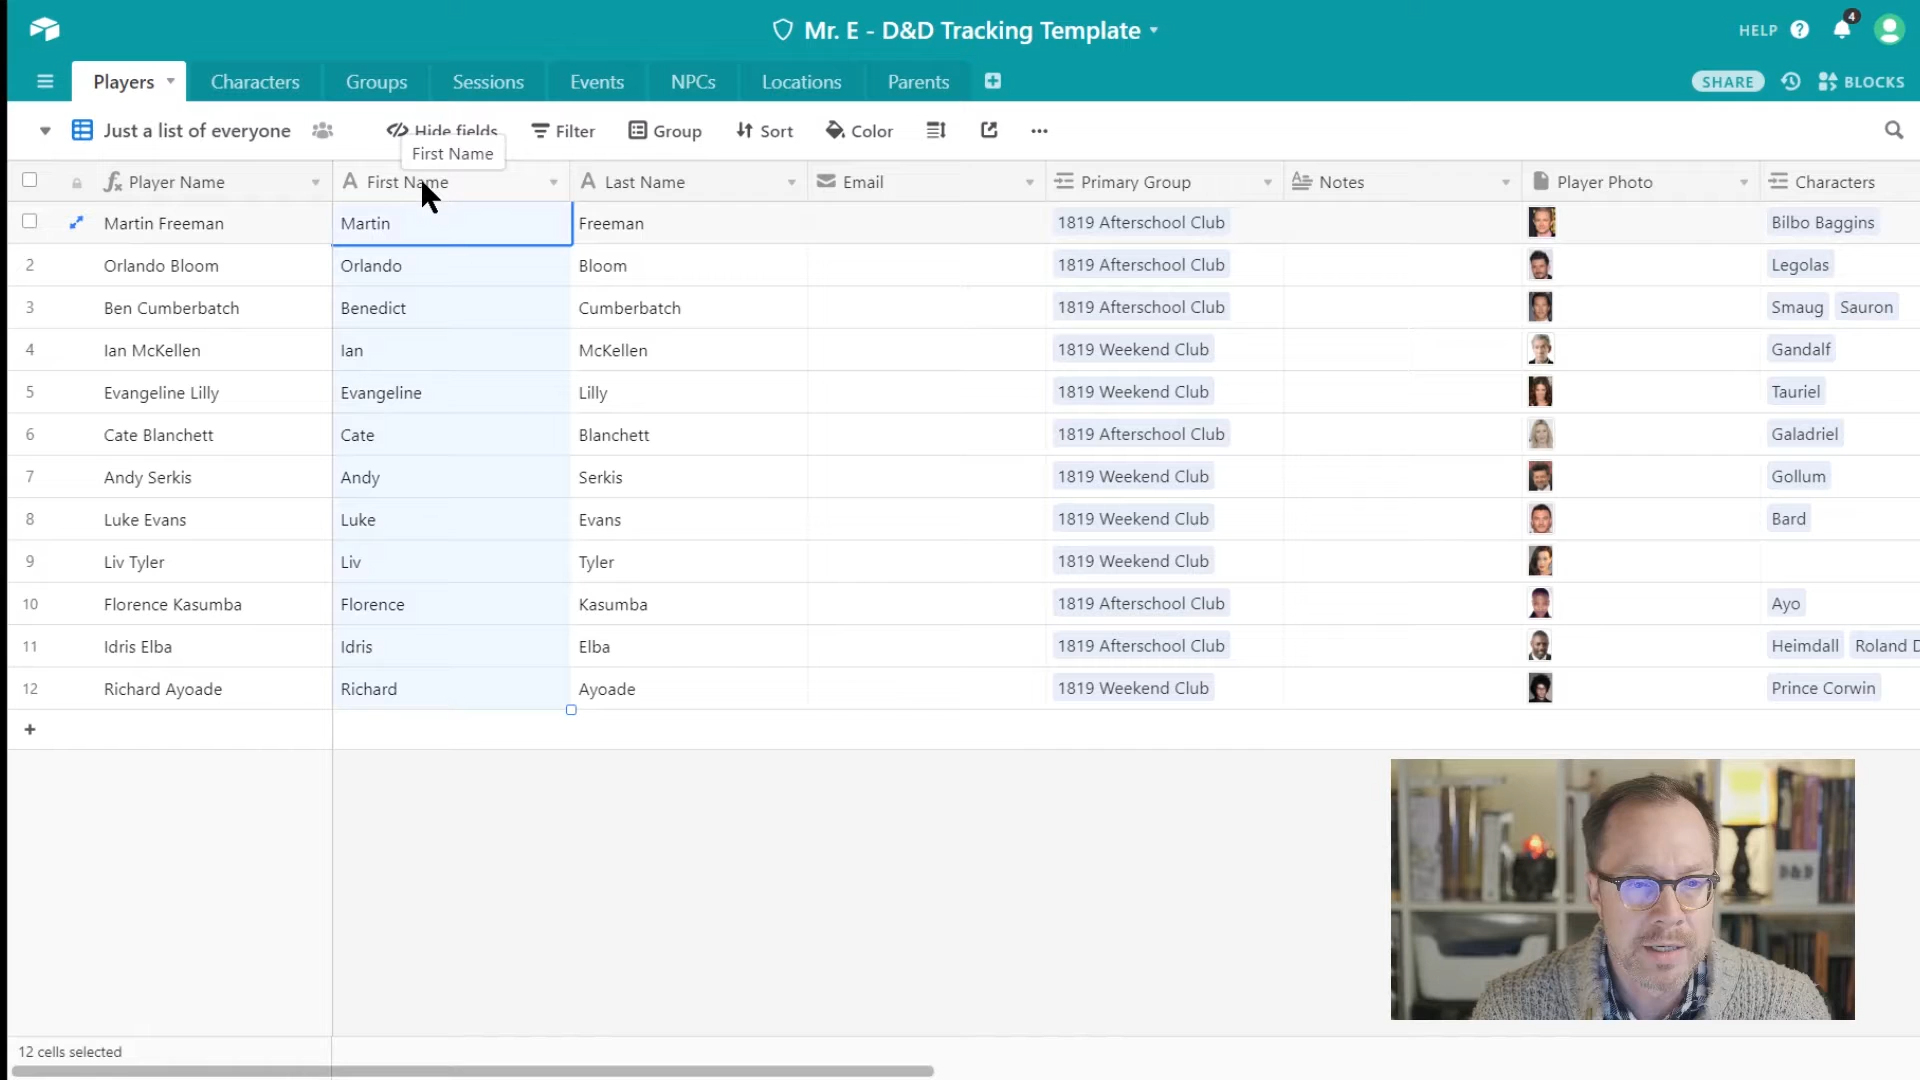 Mr. E - D&D Tracking Template
HELP
4
Players
Characters
Groups
Sessions
Events
NPCs
Locations
Parents
SHARE
BLOCKS
Just a list of everyone
Hide fields
Filter
Group
Sort
Color
First Name
Player Name
First Name
Last Name
Email
Primary Group
Notes
Player Photo
Characters
Martin Freeman Martin Freeman 1819 Afterschool Club Bilbo Baggins
2 Orlando Bloom Orlando Bloom 1819 Afterschool Club Legolas
3 Ben Cumberbatch Benedict Cumberbatch 1819 Afterschool Club Smaug Sauron
4 Ian McKellen Ian McKellen 1819 Weekend Club Gandalf
5 Evangeline Lilly Evangeline Lilly 1819 Weekend Club Tauriel
6 Cate Blanchett Cate Blanchett 1819 Afterschool Club Galadriel
7 Andy Serkis Andy Serkis 1819 Weekend Club Gollum
8 Luke Evans Luke Evans 1819 Weekend Club Bard
9 Liv Tyler Liv Tyler 1819 Weekend Club
10 Florence Kasumba Florence Kasumba 1819 Afterschool Club Ayo
11 Idris Elba Idris Elba 1819 Afterschool Club Heimdall Roland D
12 Richard Ayoade Richard Ayoade 1819 Weekend Club Prince Corwin
D&D
12 cells selected